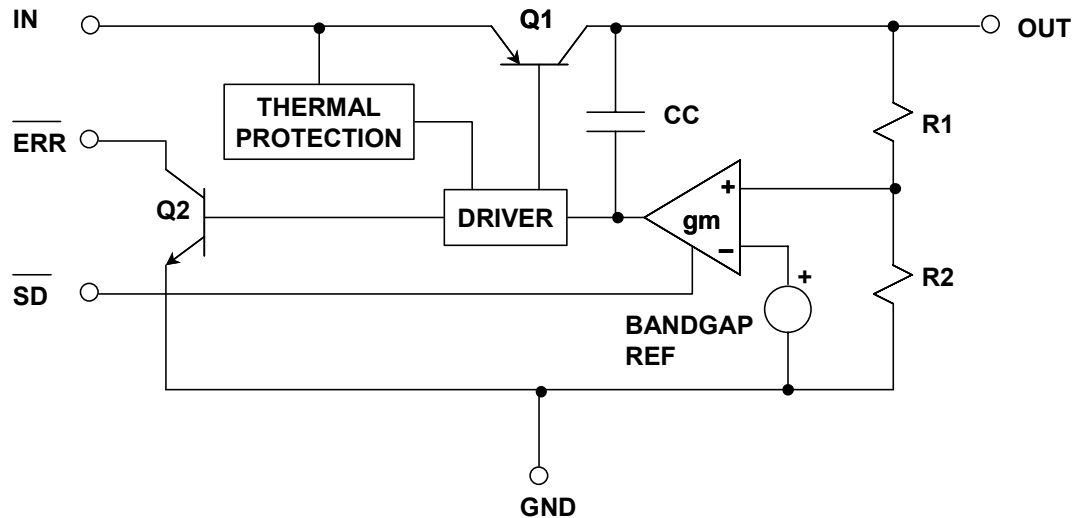 IN
Q1
OUT
THERMAL
PROTECTION
CC
R1
ERR
Q2
DRIVER
gm
+
−
SD
+
R2
BANDGAP
REF
GND